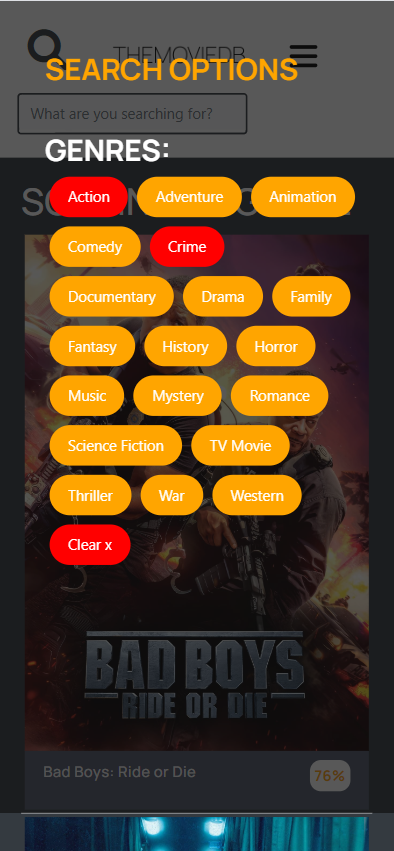 THEMOVIEDB
SEARCH OPTIONS
What are you searching for?
GENRES:
Action Adventure Animation
Comedy Crime
Documentary Drama Family
Fantasy History Horror
Music Mystery Romance
Science Fiction TV Movie
Thriller War Western
Clear x
BAD BOYS
RIDE OR DIE
Bad Boys: Ride or Die 76%